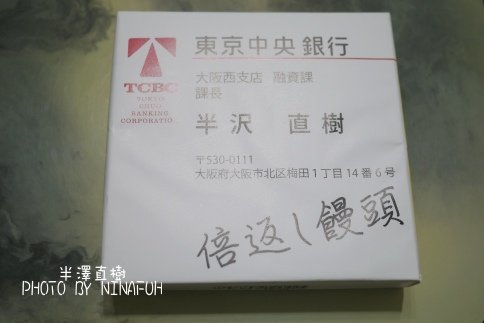 東京中央銀行
TCBC
TOKYO
CHUO
BANKING
CORPORATION
大阪西支店 融資課
課長
半沢 直樹
〒530-0111
大阪府大阪市北区梅田1丁目14番6号
倍返し饅頭
半澤直樹
PHOTO BY NINAFUH